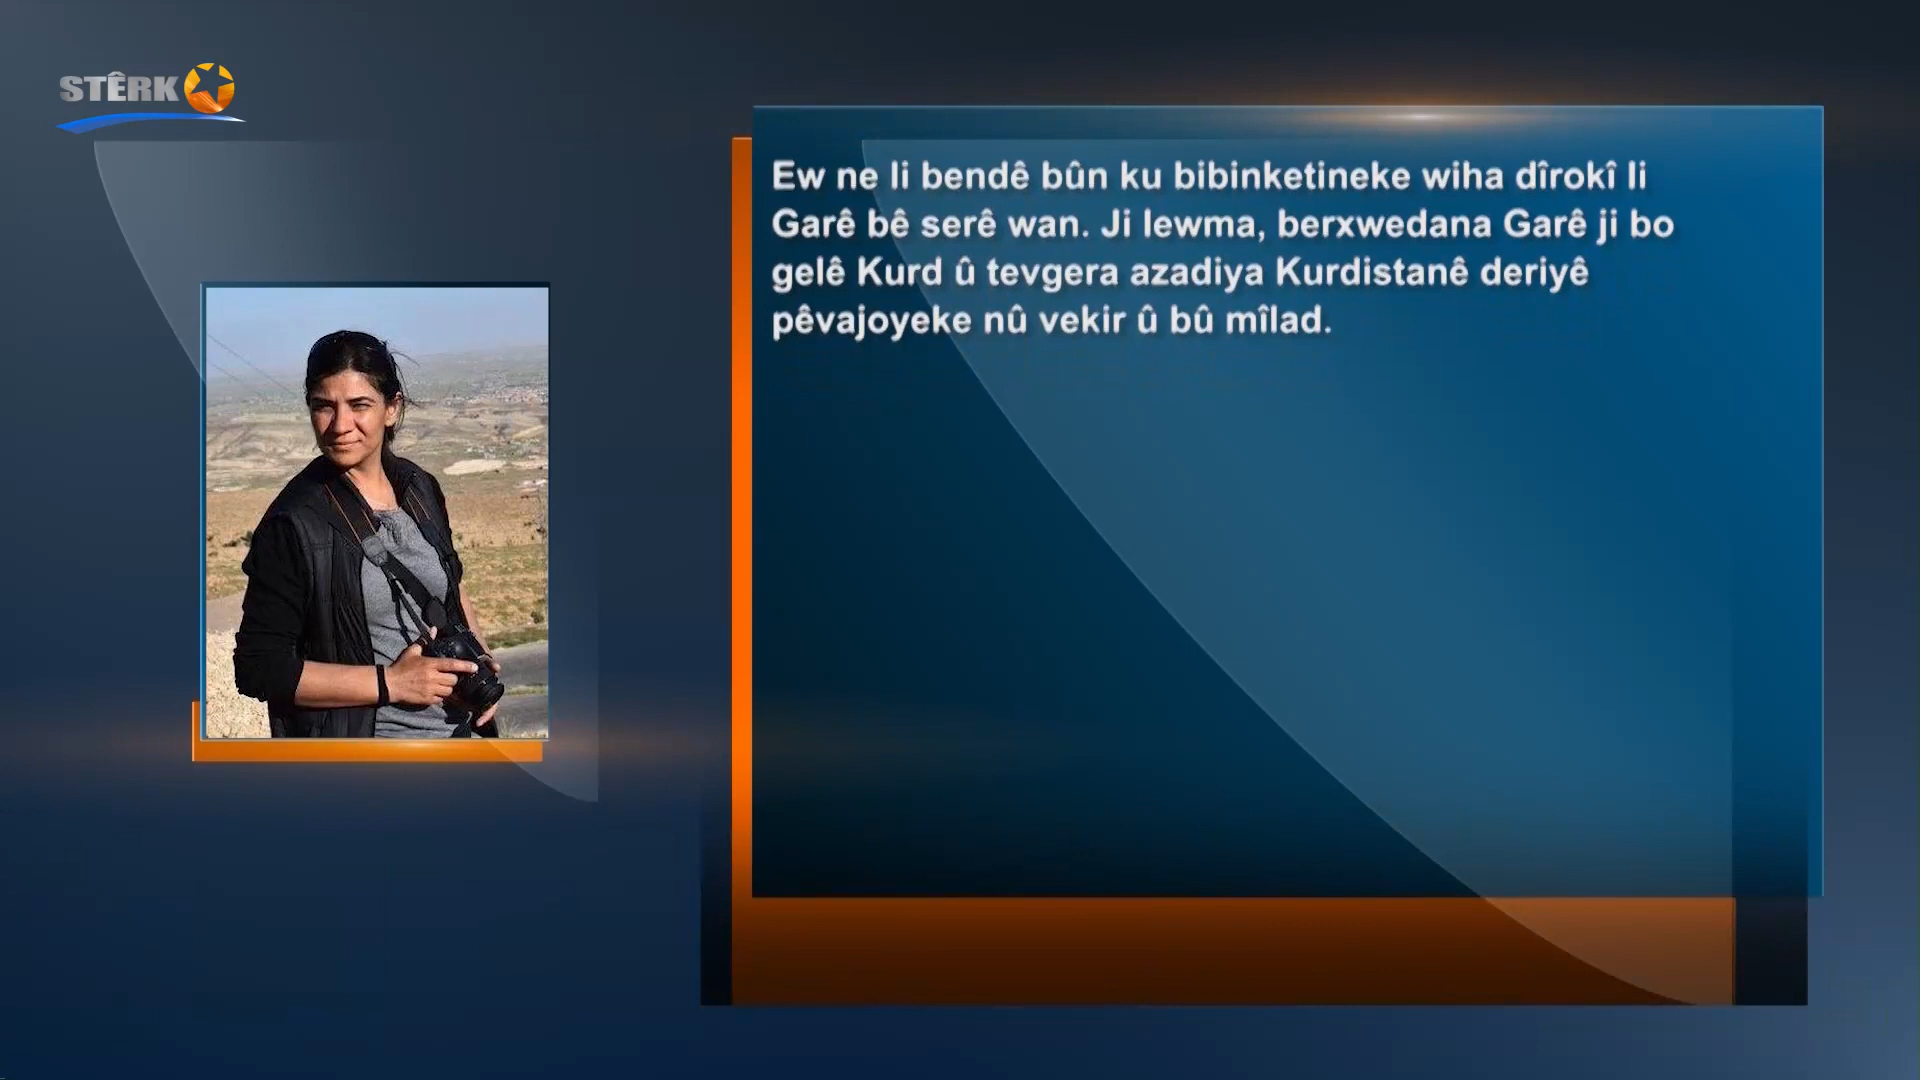 STÊRK
Ew ne li bendê bûn ku bibinketineke wiha dîrokî li
Garê bê serê wan. Ji lewma, berxwedana Garê ji bo
gelê Kurd û tevgera azadiya Kurdistanê deriyê
pêvajoyeke nû vekir û bû mîlad.